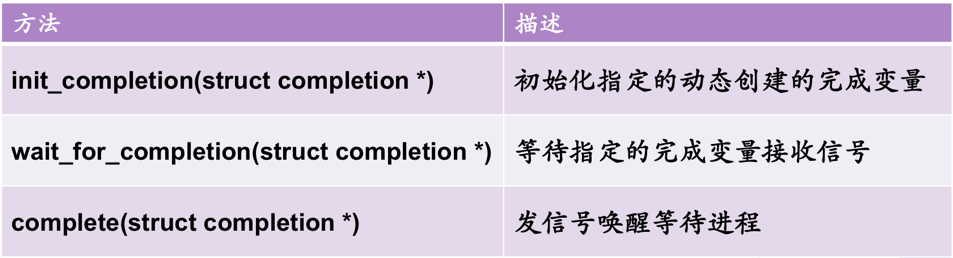 方法 描述
init_completion(struct completion *) 初始化指定的动态创建的完成变量
wait_for_completion(struct completion *) 等待指定的完成变量接收信号
complete(struct completion *) 发信号唤醒等待进程